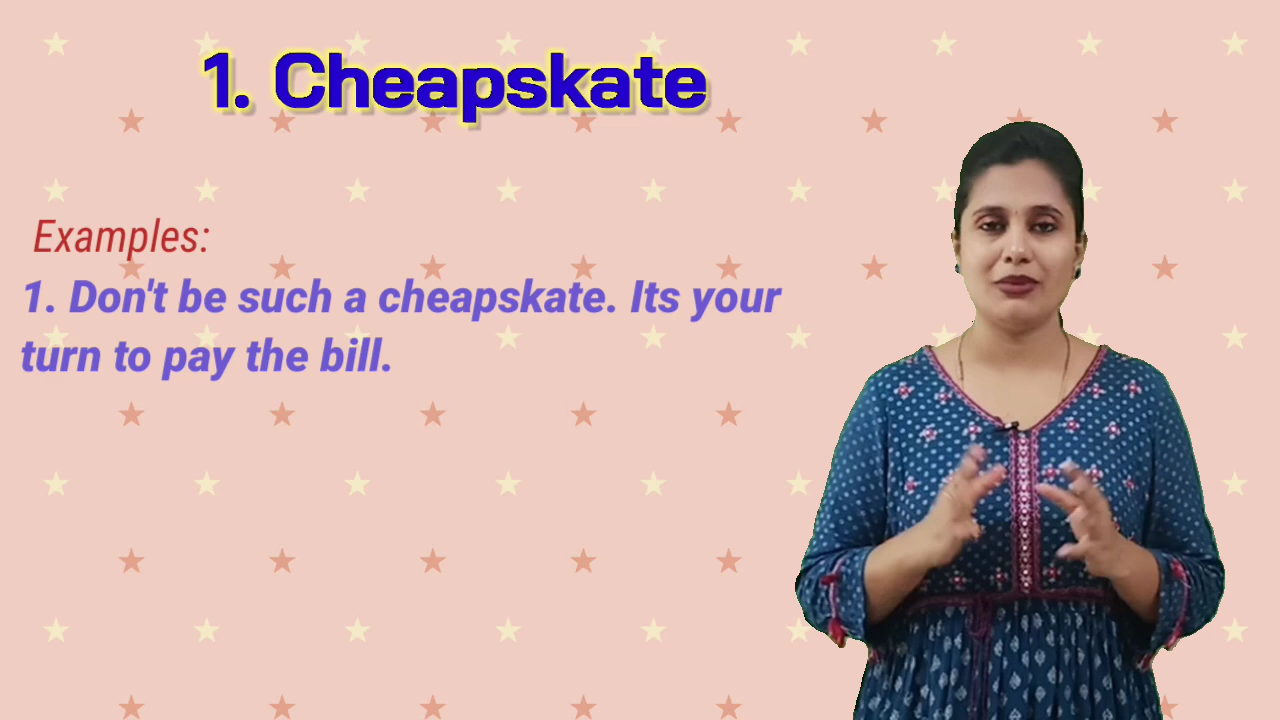 1. Cheapskate
Examples:
1. Don't be such a cheapskate. Its your
turn to pay the bill.